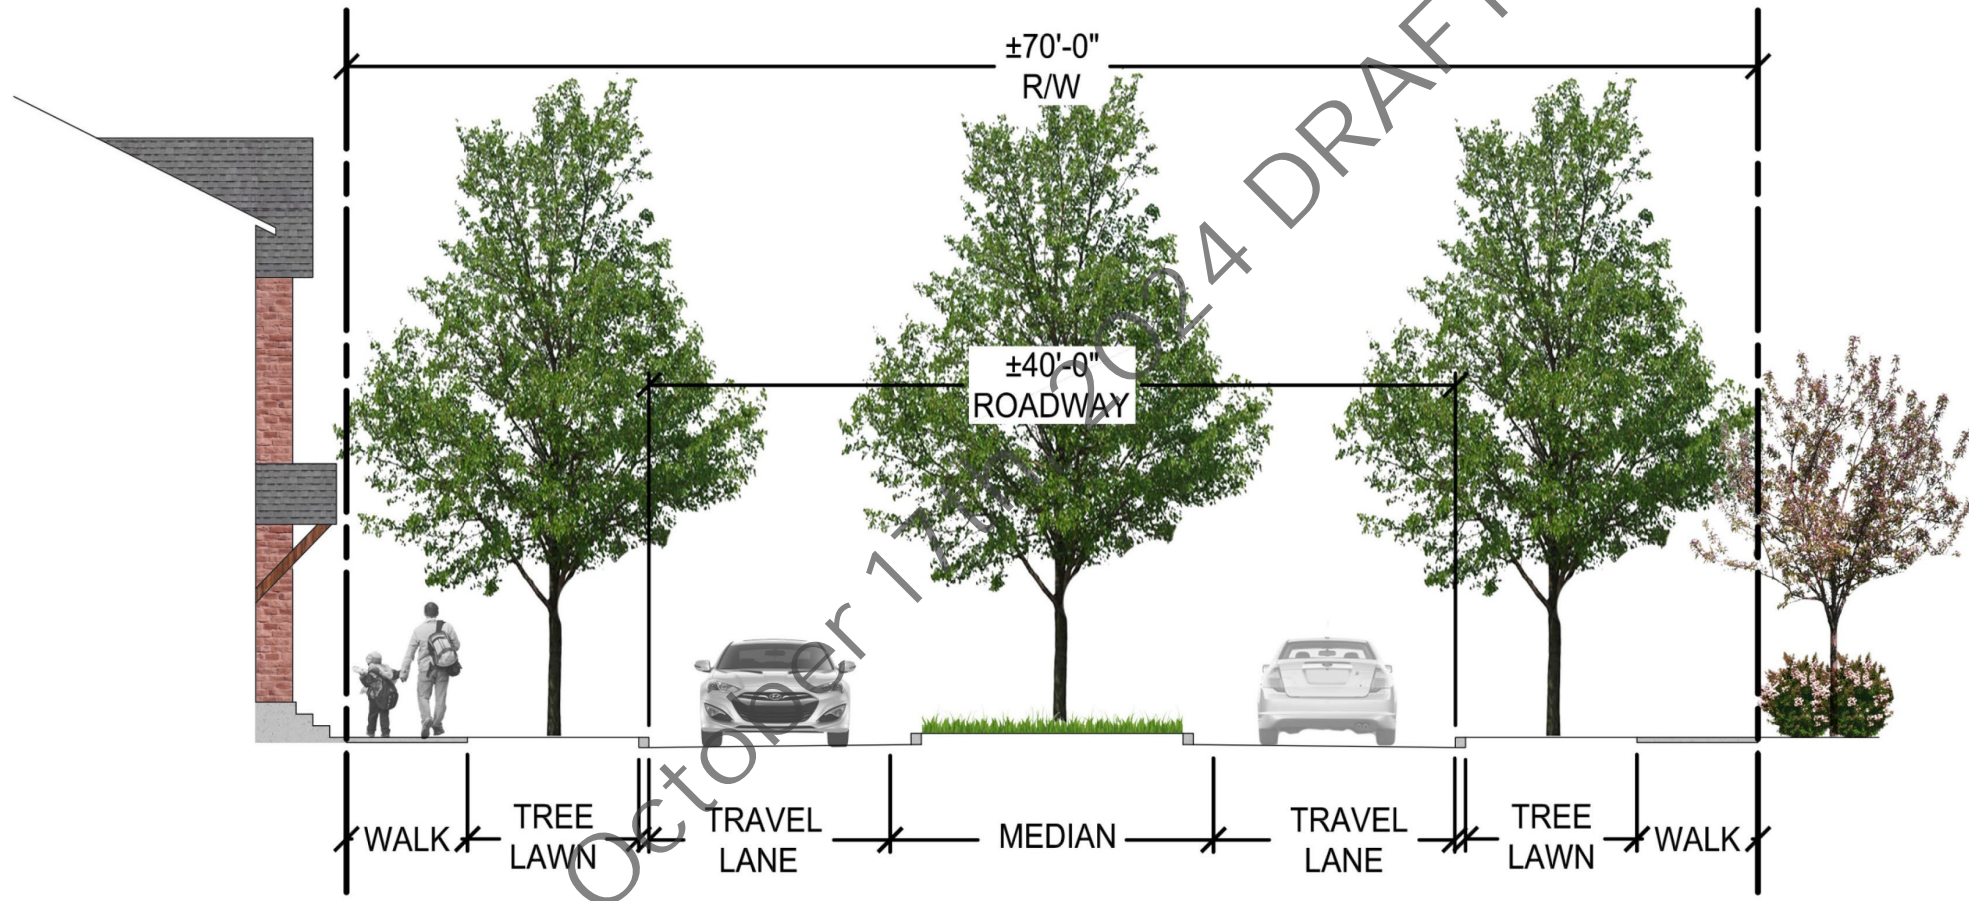 ±70'-0"
R/W
±40'-0"
ROADWAY
October 17th 2024 DRAFT
WALK
TREE
LAWN
TRAVEL
LANE
MEDIAN
TRAVEL
LANE
TREE
LAWN
WALK